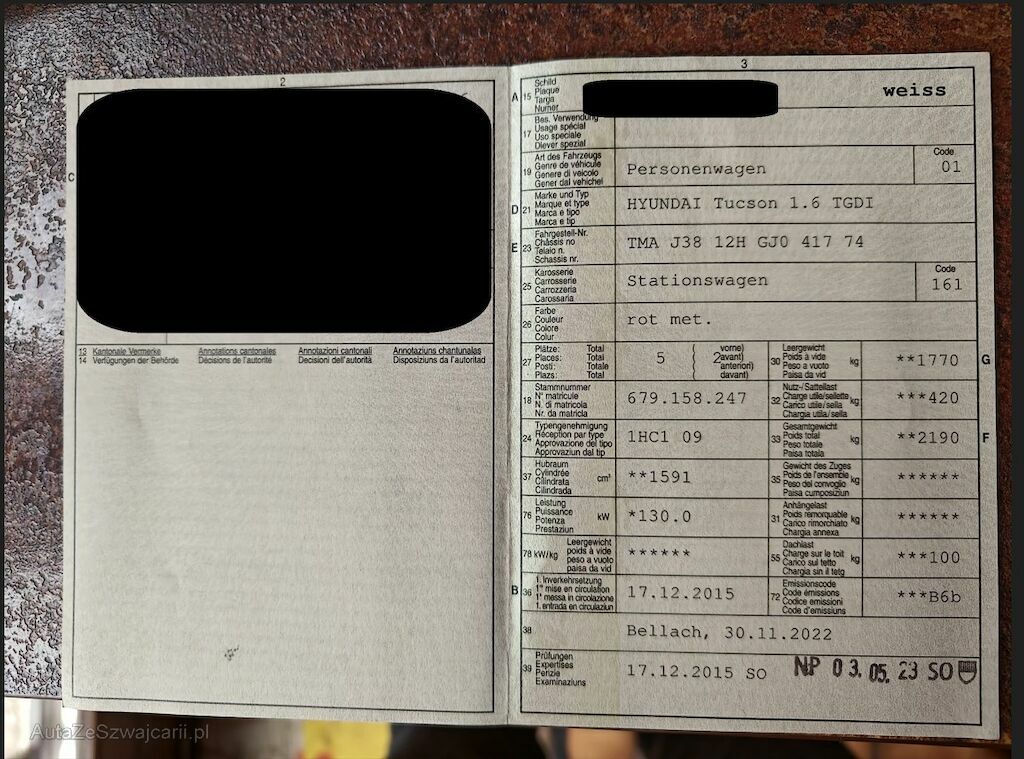 2
C
13 Kantonale Vermerke Annotations cantonales Annotazioni cantonali Annotaziuns chantunalas
14 Verfügungen der Behörde Décisions de l'autorité Decisioni dell'autorità Disposiziuns da l'autoritad
3
A 15 Schild
Plaque
Targa
Numer
weiss
17 Bes. Verwendung
Usage spécial
Uso speciale
Diever spezial
19 Art des Fahrzeugs
Genre de véhicule
Genere di veicolo
Gener dal vehichel
Personenwagen
Code
01
D 21 Marke und Typ
Marque et type
Marca e tipo
Marca e tip
HYUNDAI Tucson 1.6 TGDI
E 23 Fahrgestell-Nr.
Châssis no
Telaio n.
Schassis nr.
TMA J38 12H GJ0 417 74
25 Karosserie
Carrosserie
Carrozzeria
Carossaria
Stationswagen
Code
161
26 Farbe
Couleur
Colore
Colur
rot met.
27 Plätze: Total
Places: Total
Posti: Totale
Plazs: Total
5
( vorne)
( 2avant)
( anteriori)
( davant)
30 Leergewicht
Poids à vide
Peso a vuoto
Paisa da vid
kg
**1770
G
18 Stammnummer
N° matricule
N. di matricola
Nr. da matricla
679.158.247
32 Nutz-/Sattellast
Charge utile/sellette
Carico utile/sella
Chargia utila/sella
kg
***420
24 Typengenehmigung
Réception par type
Approvazione del tipo
Approvaziun dal tip
1HC1 09
33 Gesamtgewicht
Poids total
Peso totale
Paisa totala
kg
**2190
F
37 Hubraum
Cylindrée
Cilindrata
Cilindrada
cm³
**1591
35 Gewicht des Zuges
Poids de l'ensemble
Peso del convoglio
Paisa cumposiziun
kg
******
76 Leistung
Puissance
Potenza
Prestaziun
kW
*130.0
31 Anhängelast
Poids remorquable
Carico rimorchiato
Chargia annexa
kg
******
78 kW/kg
Leergewicht
poids à vide
peso a vuoto
paisa da vid
******
55 Dachlast
Charge sur le toit
Carico sul tetto
Chargia sin il tetg
kg
***100
B 36 1. Inverkehrsetzung
1re mise en circulation
1a messa in circolazione
1. entrada en circulaziun
17.12.2015
72 Emissionscode
Code émissions
Codice emissioni
Code d'emissiuns
***B6b
38
Bellach, 30.11.2022
39 Prüfungen
Expertises
Perizie
Examinaziuns
17.12.2015 SO
NP 03. 05. 23 SO
AutaZeSzwajcarii.pl